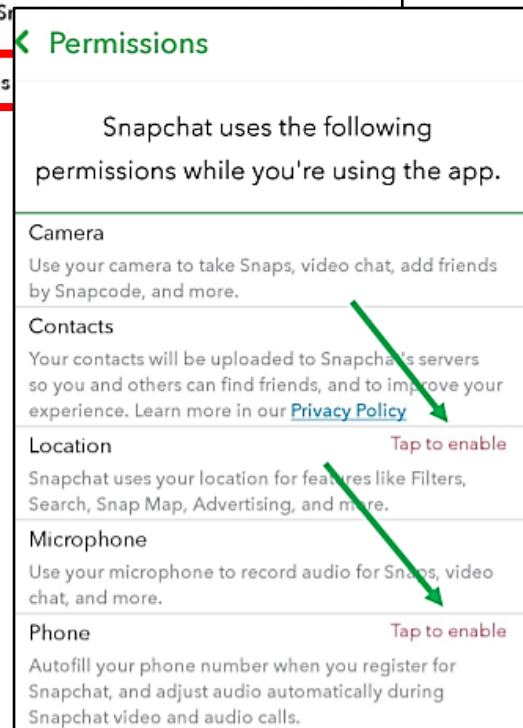 Sr
Permissions
s
Snapchat uses the following
permissions while you're using the app.
Camera
Use your camera to take Snaps, video chat, add friends
by Snapcode, and more.
Contacts
Your contacts will be uploaded to Snapchat's servers
so you and others can find friends, and to improve your
experience. Learn more in our Privacy Policy
Location Tap to enable
Snapchat uses your location for features like Filters,
Search, Snap Map, Advertising, and more.
Microphone
Use your microphone to record audio for Snaps, video
chat, and more.
Phone Tap to enable
Autofill your phone number when you register for
Snapchat, and adjust audio automatically during
Snapchat video and audio calls.